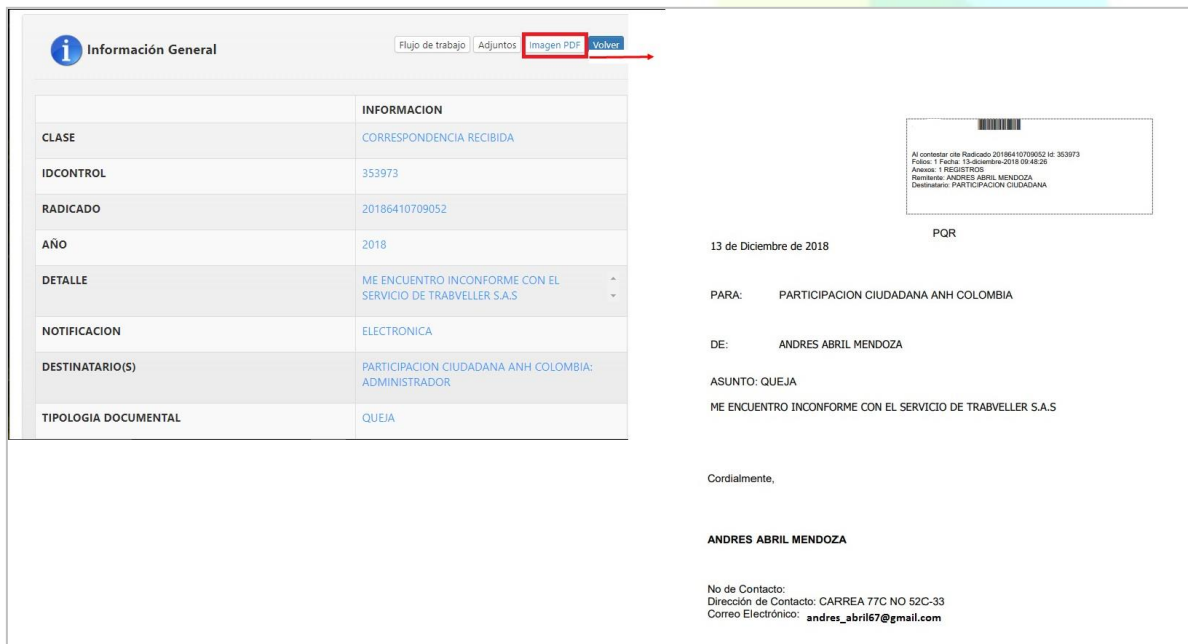 Información General
Flujo de trabajo Adjuntos Imagen PDF Volver
INFORMACION
CLASE CORRESPONDENCIA RECIBIDA
IDCONTROL 353973
RADICADO 20186410709052
AÑO 2018
DETALLE ME ENCUENTRO INCONFORME CON EL
SERVICIO DE TRABVELLER S.A.S
NOTIFICACION ELECTRONICA
DESTINATARIO(S) PARTICIPACION CIUDADANA ANH COLOMBIA:
ADMINISTRADOR
TIPOLOGIA DOCUMENTAL QUEJA
Al contestar cite Radicado 20186410709052 Id: 353973
Folios: 1 Fecha: 13-diciembre-2018 09:48:26
Anexos: 1 REGISTROS
Remitente: ANDRES ABRIL MENDOZA
Destinatario: PARTICIPACION CIUDADANA
PQR
13 de Diciembre de 2018
PARA: PARTICIPACION CIUDADANA ANH COLOMBIA
DE: ANDRES ABRIL MENDOZA
ASUNTO: QUEJA
ME ENCUENTRO INCONFORME CON EL SERVICIO DE TRABVELLER S.A.S
Cordialmente,
ANDRES ABRIL MENDOZA
No de Contacto:
Dirección de Contacto: CARREA 77C NO 52C-33
Correo Electrónico: andres_abril67@gmail.com